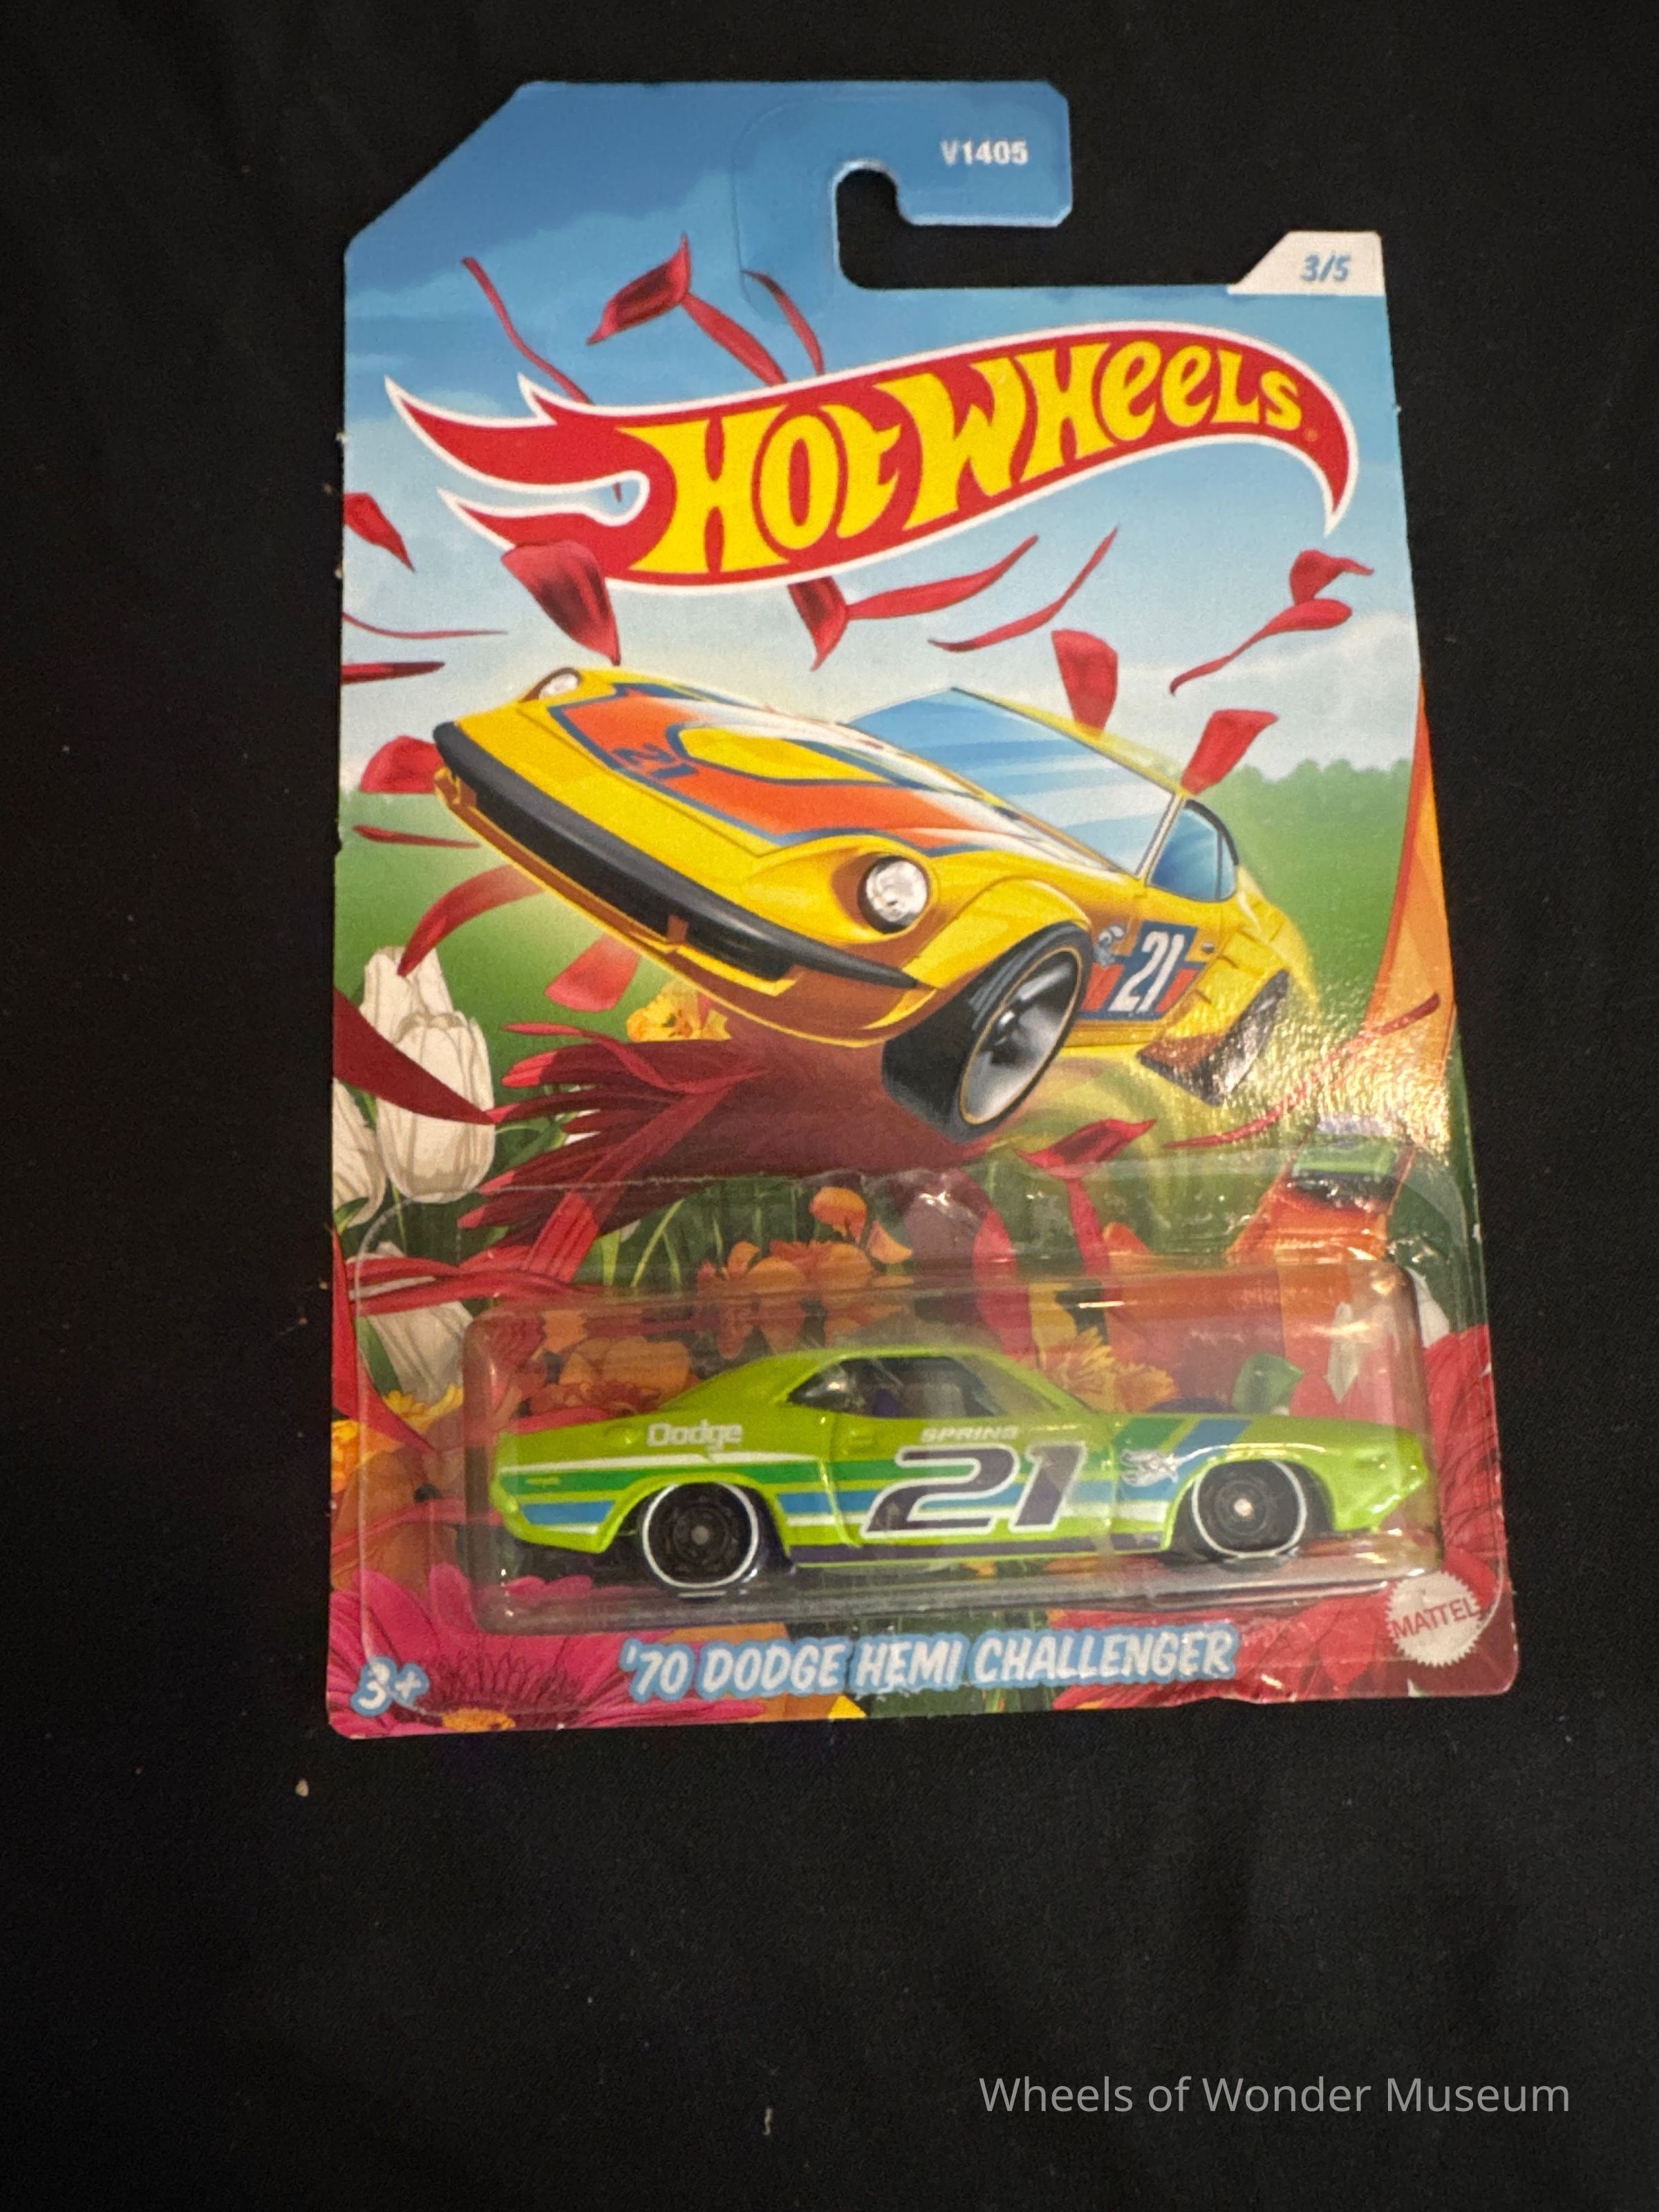 V1405
3/5
HOT WHEELS
21
21
Dodge
SPRING
21
MATTEL
3+
'70 DODGE HEMI CHALLENGER
Wheels of Wonder Museum